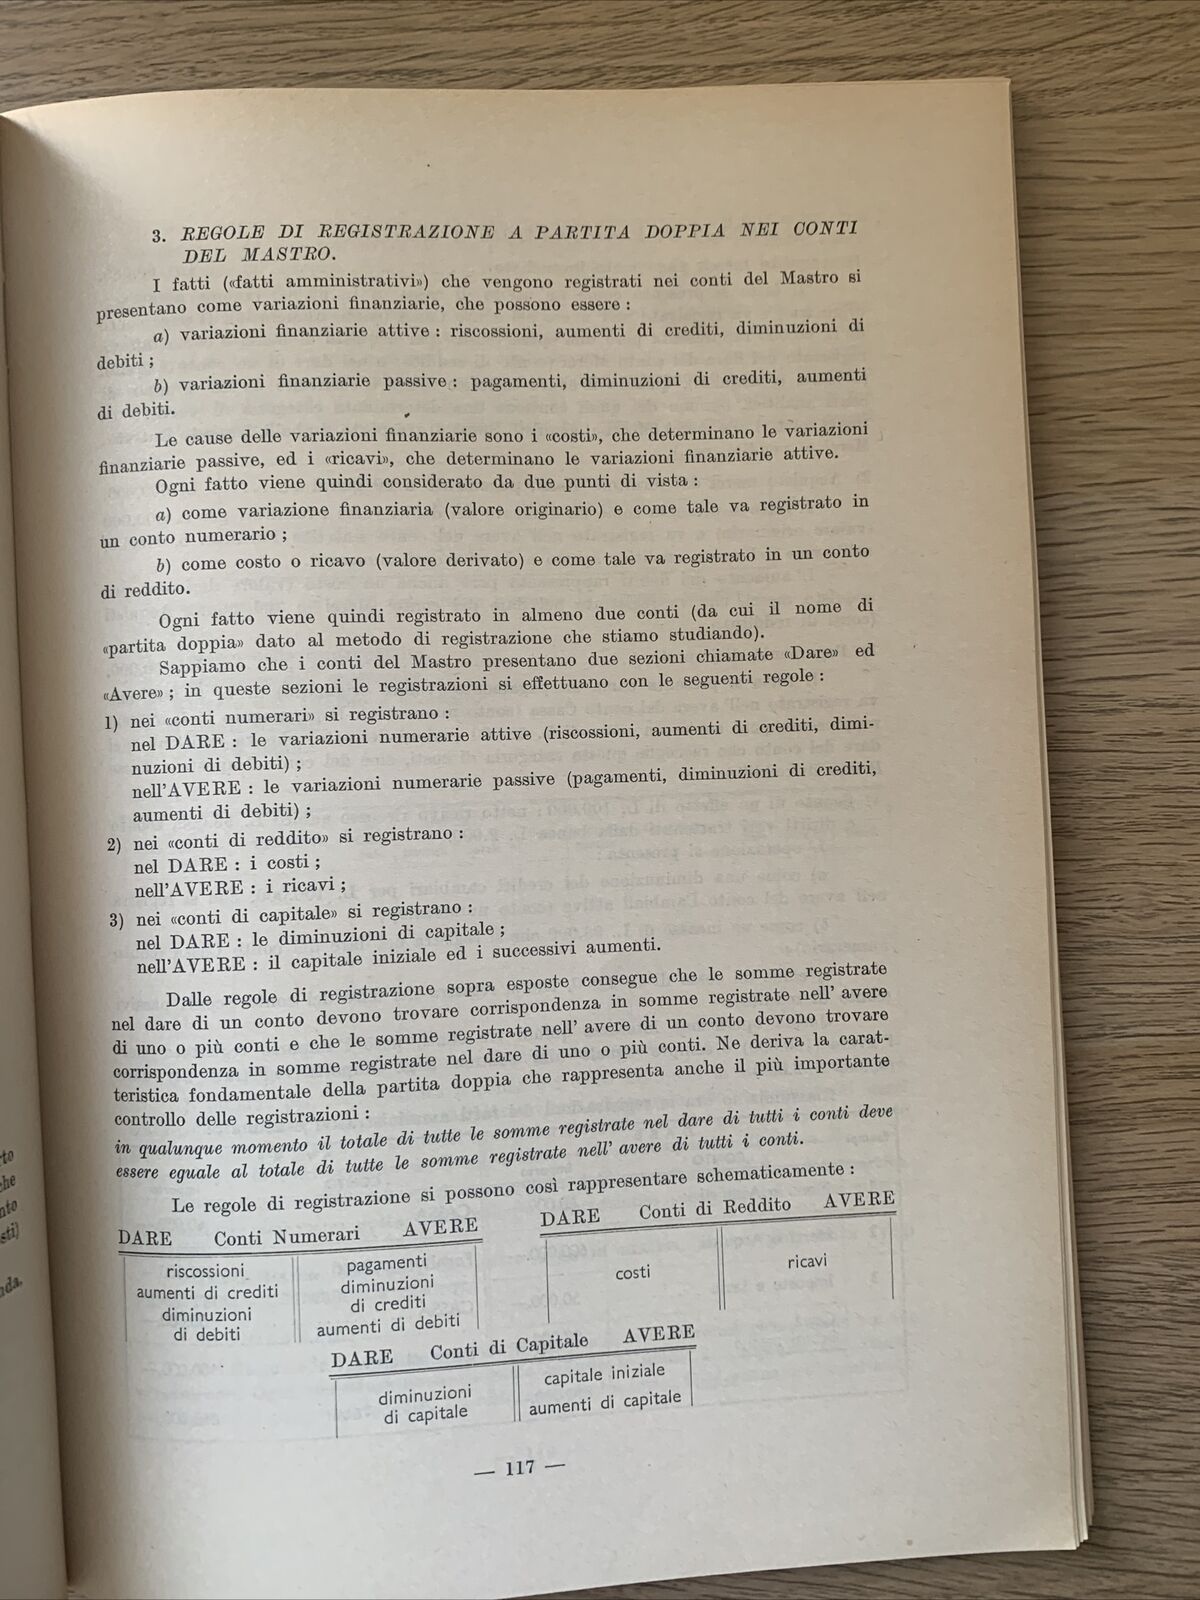 3. REGOLE DI REGISTRAZIONE A PARTITA DOPPIA NEI CONTI
DEL MASTRO.
I fatti («fatti amministrativi») che vengono registrati nei conti del Mastro si
presentano come variazioni finanziarie, che possono essere :
a) variazioni finanziarie attive : riscossioni, aumenti di crediti, diminuzioni di
debiti ;
b) variazioni finanziarie passive : pagamenti, diminuzioni di crediti, aumenti
di debiti.
Le cause delle variazioni finanziarie sono i «costi», che determinano le variazioni
finanziarie passive, ed i «ricavi», che determinano le variazioni finanziarie attive.
Ogni fatto viene quindi considerato da due punti di vista :
a) come variazione finanziaria (valore originario) e come tale va registrato in
un conto numerario ;
b) come costo o ricavo (valore derivato) e come tale va registrato in un conto
di reddito.
Ogni fatto viene quindi registrato in almeno due conti (da cui il nome di
«partita doppia» dato al metodo di registrazione che stiamo studiando).
Sappiamo che i conti del Mastro presentano due sezioni chiamate «Dare» ed
«Avere» ; in queste sezioni le registrazioni si effettuano con le seguenti regole :
1) nei «conti numerari» si registrano :
nel DARE : le variazioni numerarie attive (riscossioni, aumenti di crediti, dimi-
nuzioni di debiti) ;
nell'AVERE : le variazioni numerarie passive (pagamenti, diminuzioni di crediti,
aumenti di debiti) ;
2) nei «conti di reddito» si registrano :
nel DARE : i costi ;
nell'AVERE : i ricavi ;
3) nei «conti di capitale» si registrano :
nel DARE : le diminuzioni di capitale ;
nell'AVERE : il capitale iniziale ed i successivi aumenti.
Dalle regole di registrazione sopra esposte consegue che le somme registrate
nel dare di un conto devono trovare corrispondenza in somme registrate nell' avere
di uno o più conti e che le somme registrate nell' avere di un conto devono trovare
corrispondenza in somme registrate nel dare di uno o più conti. Ne deriva la carat-
teristica fondamentale della partita doppia che rappresenta anche il più importante
controllo delle registrazioni :
in qualunque momento il totale di tutte le somme registrate nel dare di tutti i conti deve
essere eguale al totale di tutte le somme registrate nell' avere di tutti i conti.
Le regole di registrazione si possono così rappresentare schematicamente :
DARE Conti Numerari AVERE
riscossioni
aumenti di crediti
diminuzioni
di debiti
pagamenti
diminuzioni
di crediti
aumenti di debiti
DARE Conti di Reddito AVERE
costi
ricavi
DARE Conti di Capitale AVERE
diminuzioni
di capitale
capitale iniziale
aumenti di capitale
— 117 —